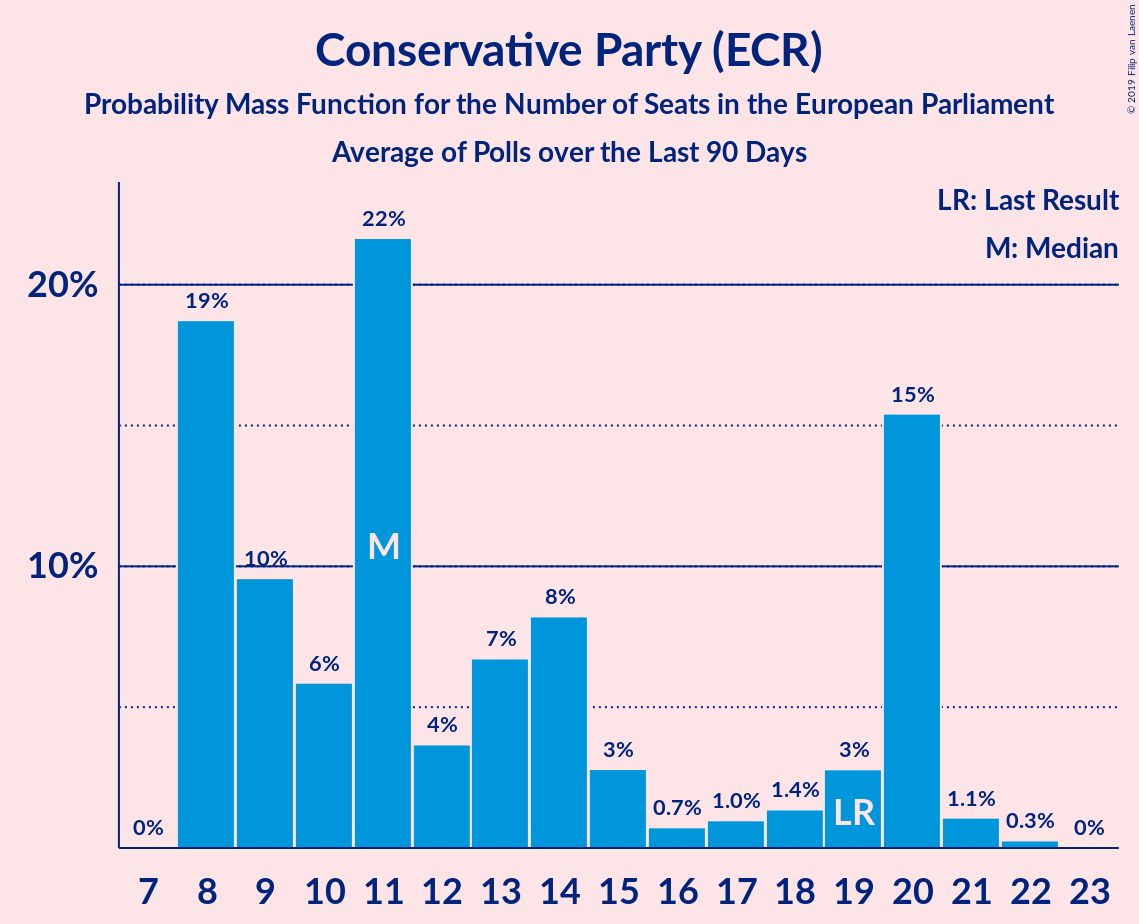 Conservative Party (ECR)
Probability Mass Function for the Number of Seats in the European Parliament
Average of Polls over the Last 90 Days
© 2019 Filip van Laenen
LR: Last Result
M: Median
20%
10%
0%
19%
10%
6%
22%
4%
7%
8%
3%
0.7%
1.0%
1.4%
3%
15%
1.1%
0.3%
0%
M
LR
7 8 9 10 11 12 13 14 15 16 17 18 19 20 21 22 23